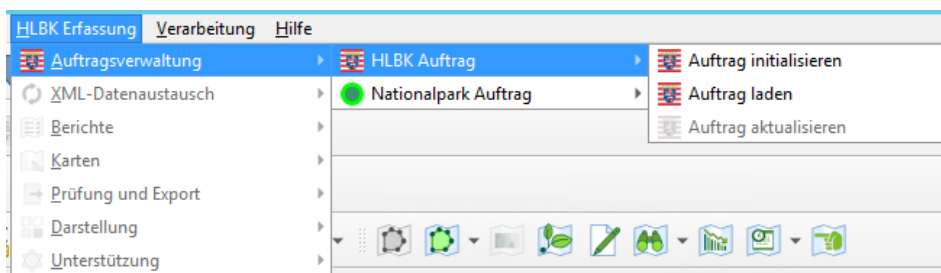 HLBK Erfassung Verarbeitung Hilfe
Auftragsverwaltung HLBK Auftrag Auftrag initialisieren
XML-Datenaustausch Nationalpark Auftrag Auftrag laden
Berichte Auftrag aktualisieren
Karten
Prüfung und Export
Darstellung
Unterstützung